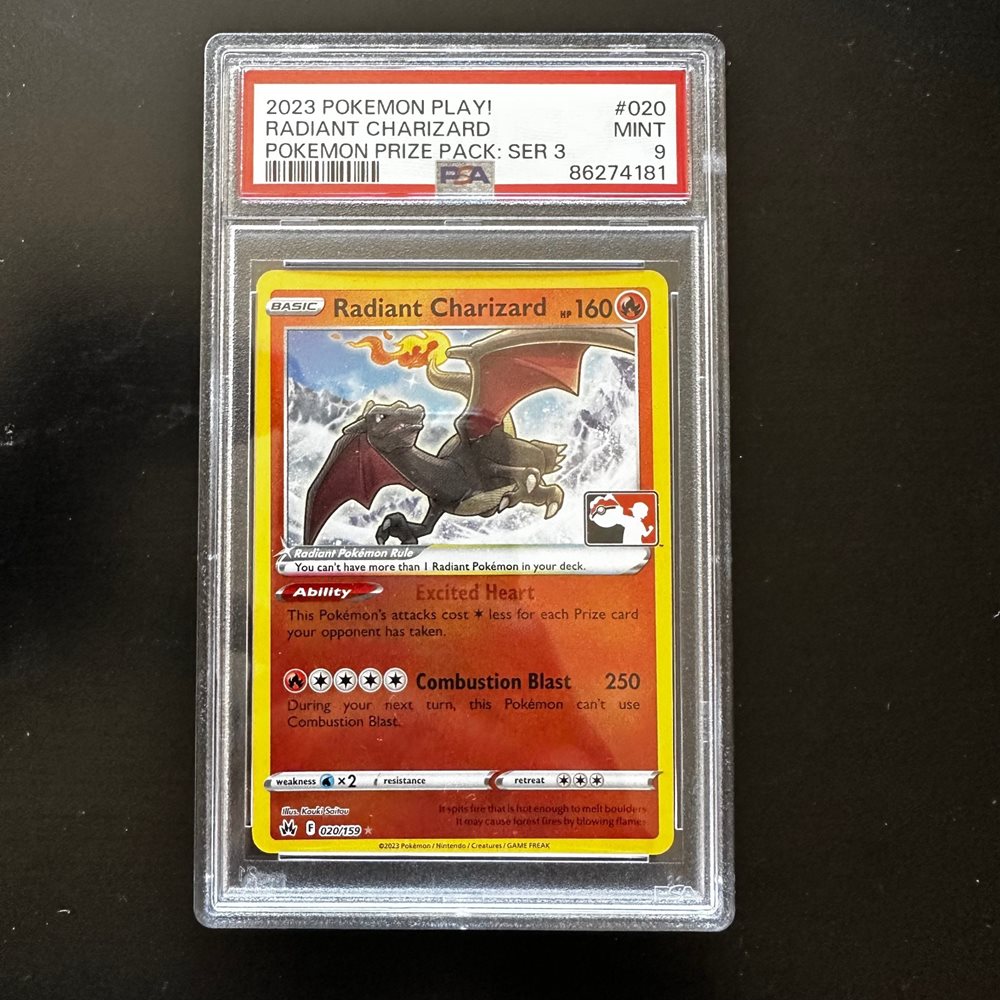 2023 POKEMON PLAY! #020
RADIANT CHARIZARD MINT
POKEMON PRIZE PACK: SER 3 9
PSA 86274181
BASIC Radiant Charizard HP 160
Radiant Pokémon Rule
You can't have more than 1 Radiant Pokémon in your deck.
Ability Excited Heart
This Pokémon's attacks cost ✴ less for each Prize card
your opponent has taken.
Combustion Blast 250
During your next turn, this Pokémon can't use
Combustion Blast.
weakness ×2 resistance retreat
Illus. Kouki Saitou
It spits fire that is hot enough to melt boulders.
It may cause forest fires by blowing flames.
F 020/159 ★
©2023 Pokémon / Nintendo / Creatures / GAME FREAK